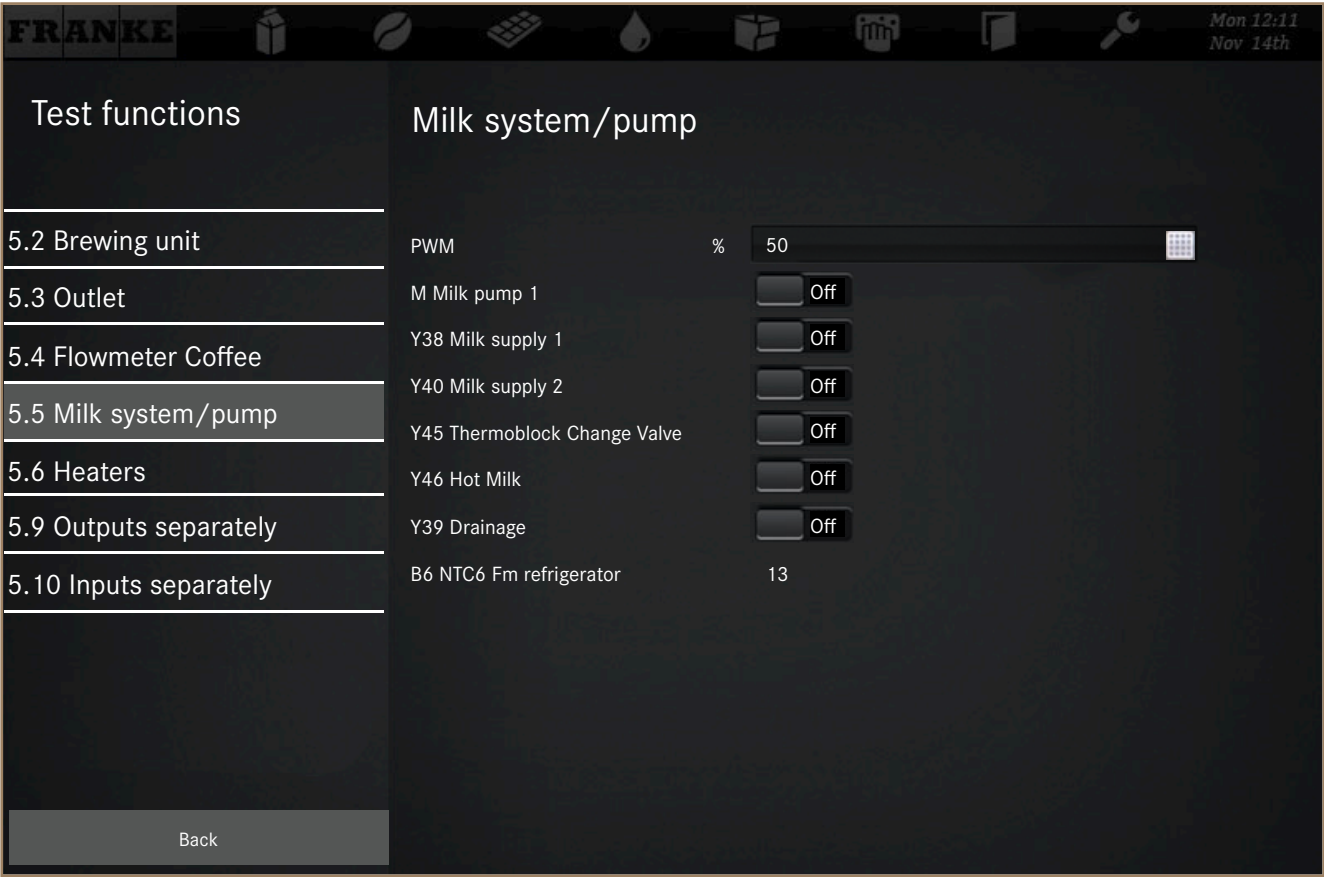 FRANKE
Mon 12:11
Nov 14th
Test functions
5.2 Brewing unit
5.3 Outlet
5.4 Flowmeter Coffee
5.5 Milk system/pump
5.6 Heaters
5.9 Outputs separately
5.10 Inputs separately
Back
Milk system/pump
PWM % 50
M Milk pump 1 Off
Y38 Milk supply 1 Off
Y40 Milk supply 2 Off
Y45 Thermoblock Change Valve Off
Y46 Hot Milk Off
Y39 Drainage Off
B6 NTC6 Fm refrigerator 13